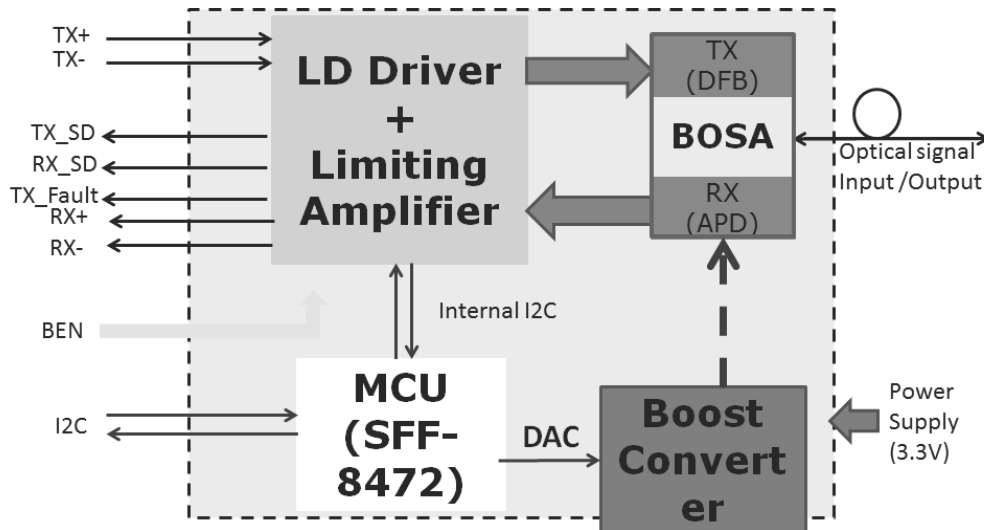 TX+
TX-
TX_SD
RX_SD
TX_Fault
RX+
RX-
BEN
I2C
LD Driver
+
Limiting
Amplifier
Internal I2C
MCU
(SFF-
8472)
DAC
TX
(DFB)
BOSA
RX
(APD)
Boost
Convert
er
Optical signal
Input /Output
Power
Supply
(3.3V)